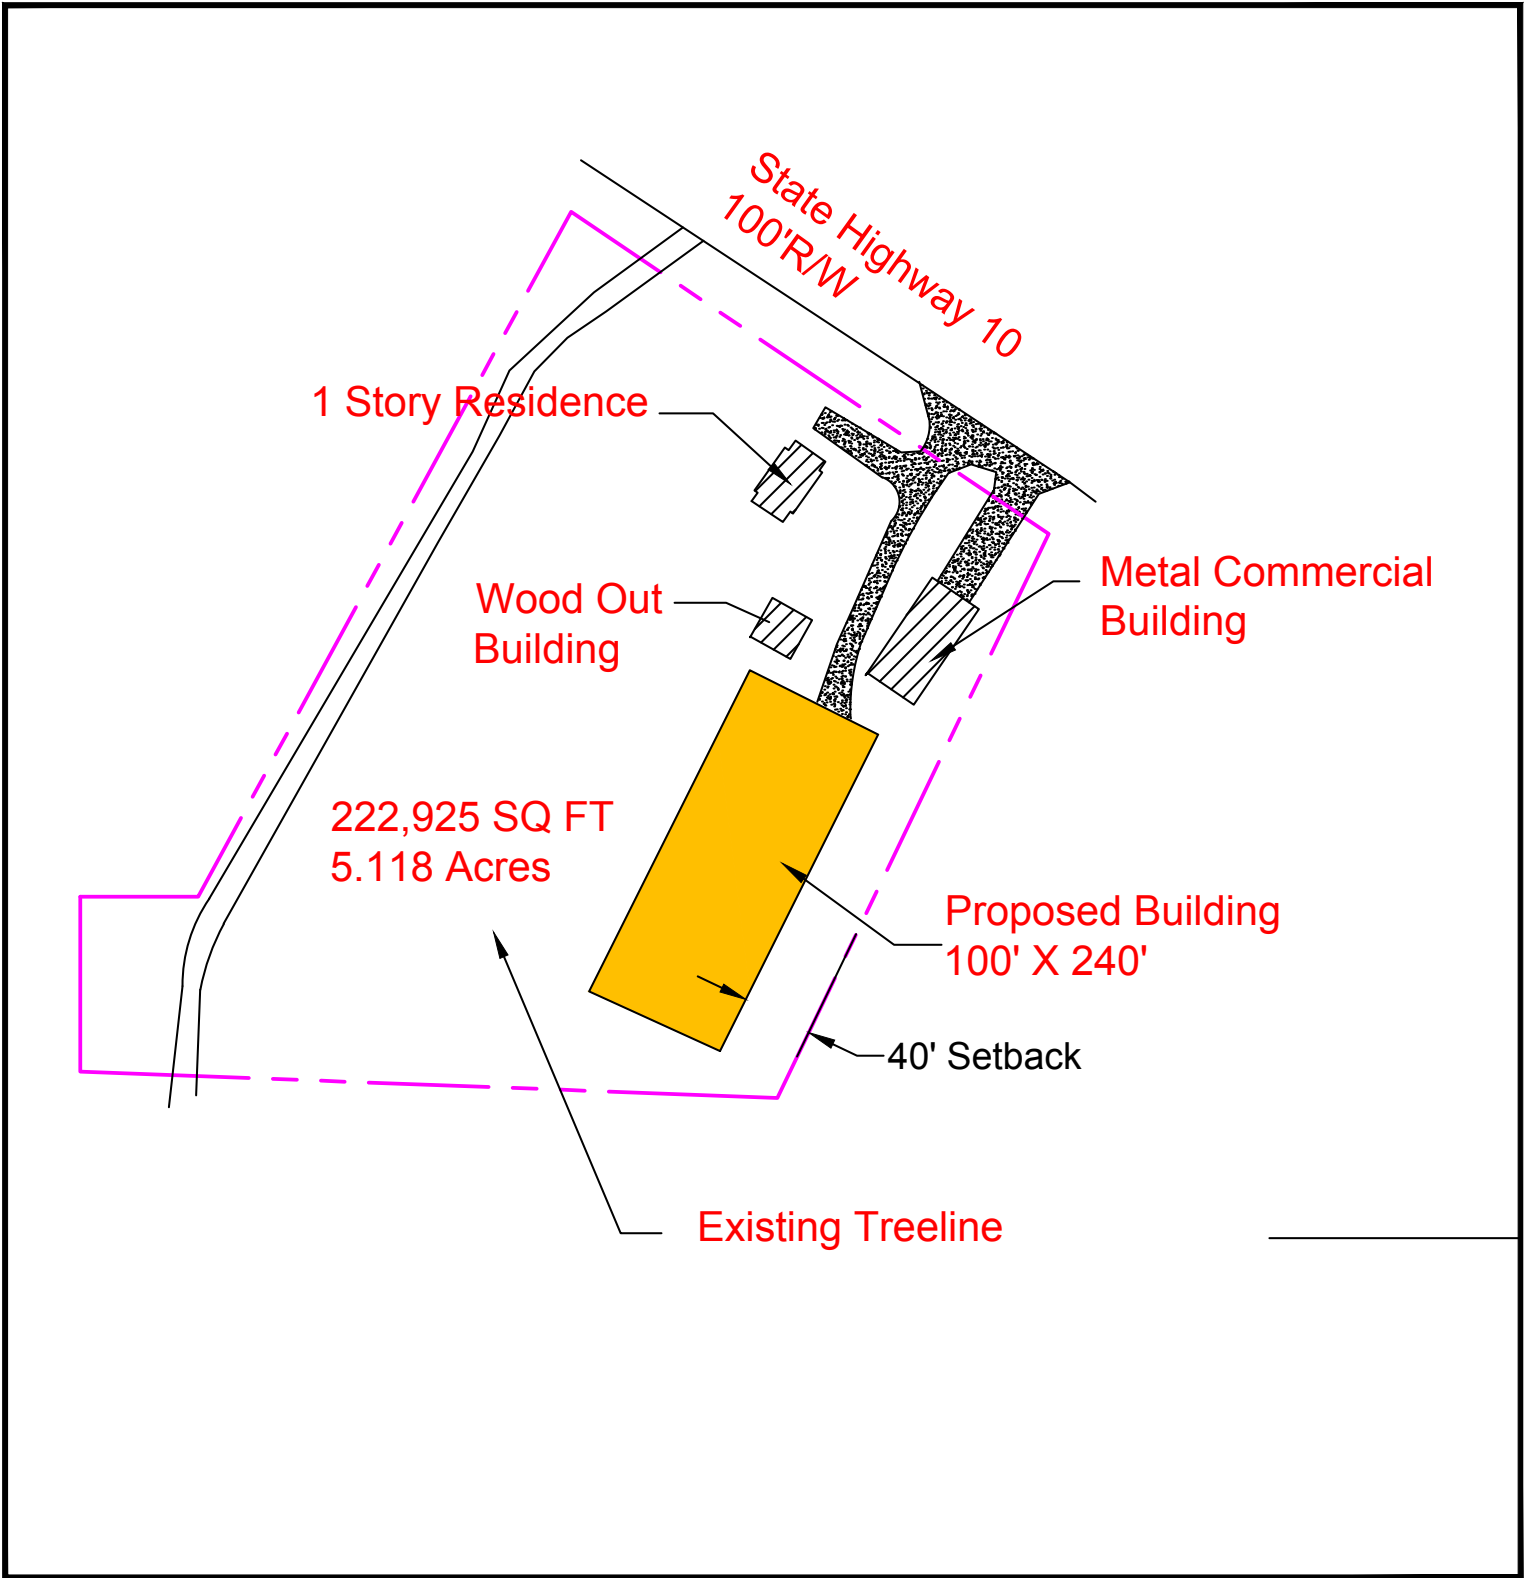 State Highway 10
100'R/W
1 Story Residence
Wood Out
Building
Metal Commercial
Building
222,925 SQ FT
5.118 Acres
Proposed Building
100' X 240'
40' Setback
Existing Treeline